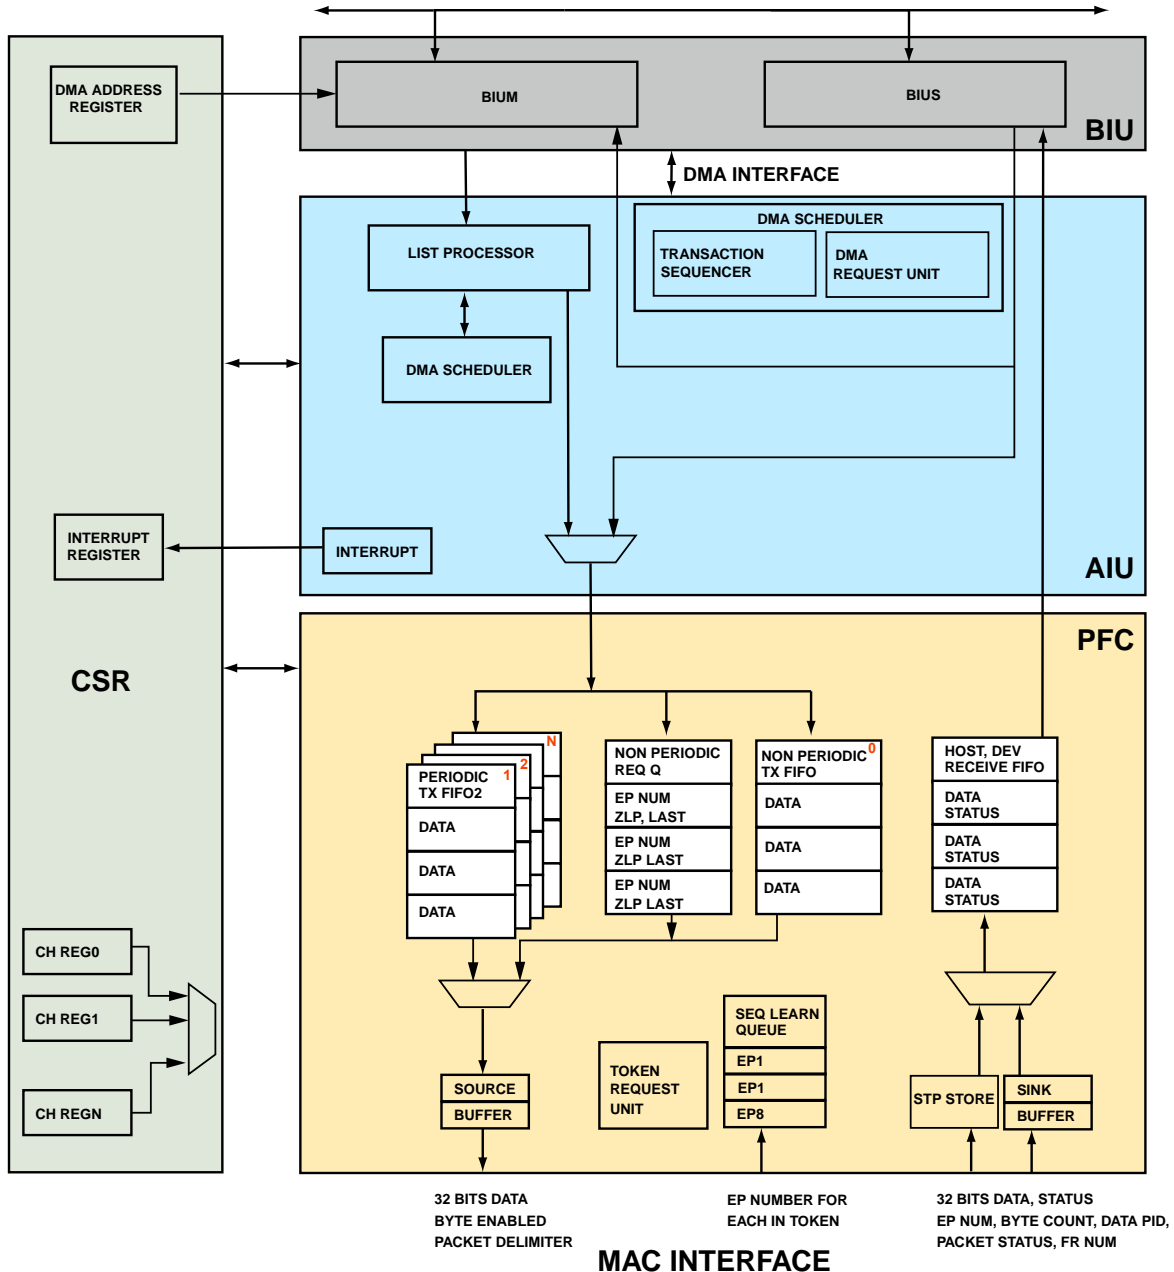 DMA ADDRESS
REGISTER
BIUM
BIUS
BIU
DMA INTERFACE
LIST PROCESSOR
DMA SCHEDULER
TRANSACTION
SEQUENCER
DMA
REQUEST UNIT
DMA SCHEDULER
INTERRUPT
REGISTER
INTERRUPT
AIU
CSR
PFC
N
2
1
PERIODIC
TX FIFO2
DATA
DATA
DATA
NON PERIODIC
REQ Q
EP NUM
ZLP, LAST
EP NUM
ZLP LAST
EP NUM
ZLP LAST
NON PERIODIC
0
TX FIFO
DATA
DATA
DATA
HOST, DEV
RECEIVE FIFO
DATA
STATUS
DATA
STATUS
DATA
STATUS
CH REG0
CH REG1
CH REGN
SOURCE
BUFFER
TOKEN
REQUEST
UNIT
SEQ LEARN
QUEUE
EP1
EP1
EP8
STP STORE
SINK
BUFFER
32 BITS DATA
BYTE ENABLED
PACKET DELIMITER
EP NUMBER FOR
EACH IN TOKEN
32 BITS DATA, STATUS
EP NUM, BYTE COUNT, DATA PID,
PACKET STATUS, FR NUM
MAC INTERFACE